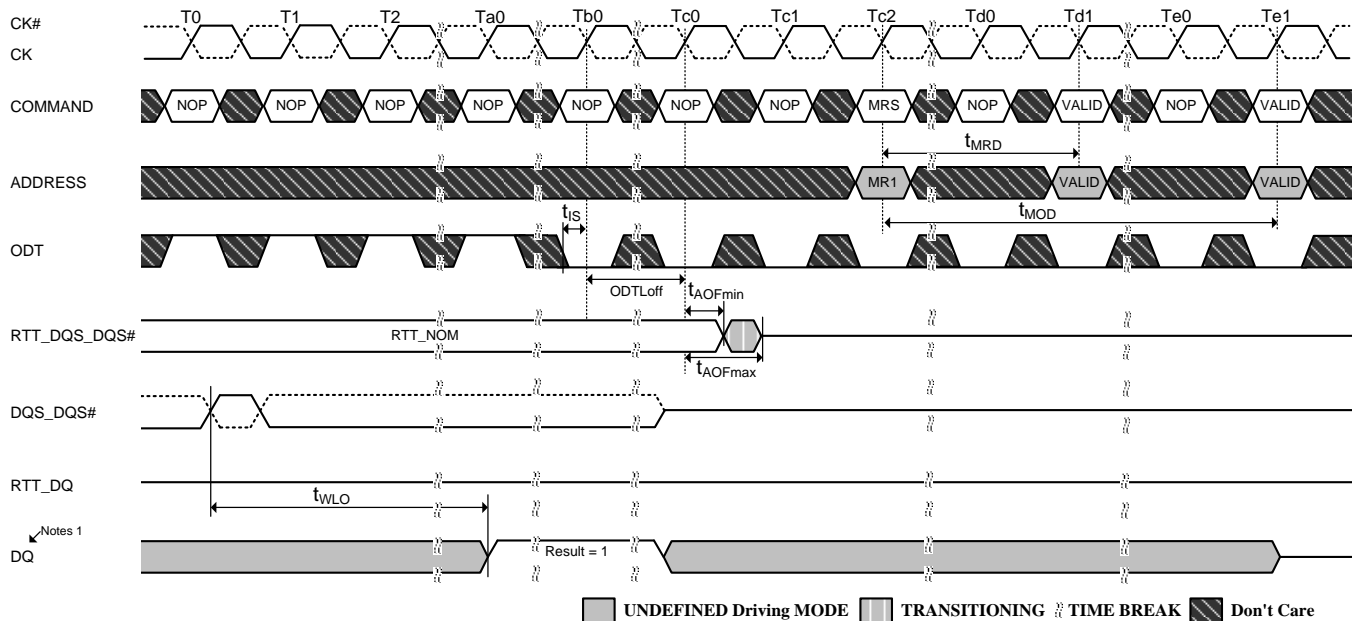 CK#
CK
T0 T1 T2 Ta0 Tb0 Tc0 Tc1 Tc2 Td0 Td1 Te0 Te1
COMMAND
NOP NOP NOP NOP NOP NOP NOP MRS NOP VALID NOP VALID
tMRD
ADDRESS
MR1 VALID VALID
tIS
tMOD
ODT
ODTLoff
tAOFmin
RTT_DQS_DQS#
RTT_NOM
tAOFmax
DQS_DQS#
RTT_DQ
tWLO
Notes 1
DQ
Result = 1
UNDEFINED Driving MODE TRANSITIONING TIME BREAK Don't Care